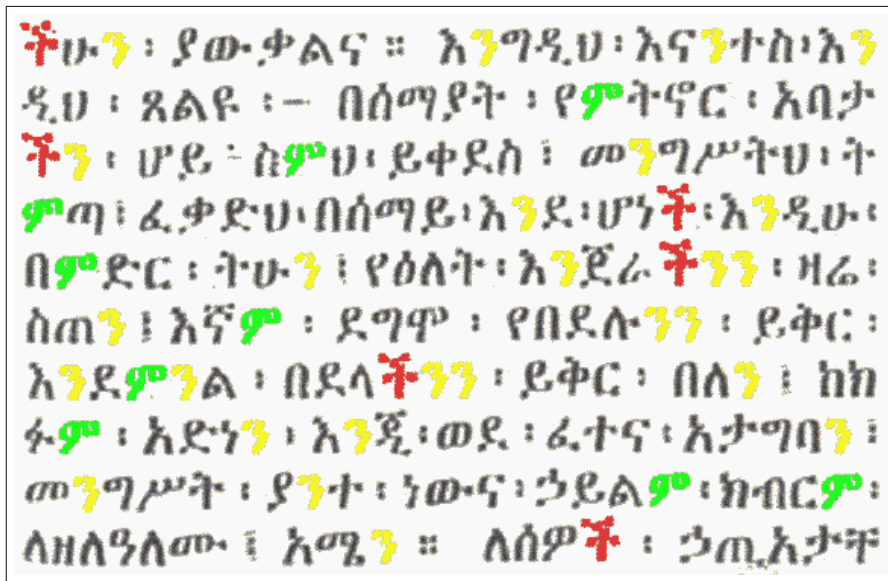 ችሁን ፡ ያውቃልና ። እንግዲህ ፡ እናንተስ ፡ እን
ዲህ ፡ ጸልዩ ፡— በሰማያት ፡ የምትኖር ፡ አባታ
ችን ፡ ሆይ ፡ ስምህ ፡ ይቀደስ ፤ መንግሥትህ ፡ ት
ምጣ ፤ ፈቃድህ ፡ በሰማይ ፡ እንደ ፡ ሆነች ፡ እንዲሁ ፡
በምድር ፡ ትሁን ፤ የዕለት ፡ እንጀራችንን ፡ ዛሬ ፡
ስጠን ፤ እኛም ፡ ደግሞ ፡ የበደሉንን ፡ ይቅር ፡
እንደምንል ፡ በደላችንን ፡ ይቅር ፡ በለን ፤ ከክ
ፉም ፡ አድነን ፡ እንጂ ፡ ወደ ፡ ፈተና ፡ አታግባን ፤
መንግሥት ፡ ያንተ ፡ ነውና ፡ ኃይልም ፡ ክብርም ፡
ለዘለዓለሙ ፤ አሜን ። ለሰዎች ፡ ኃጢአታቸ